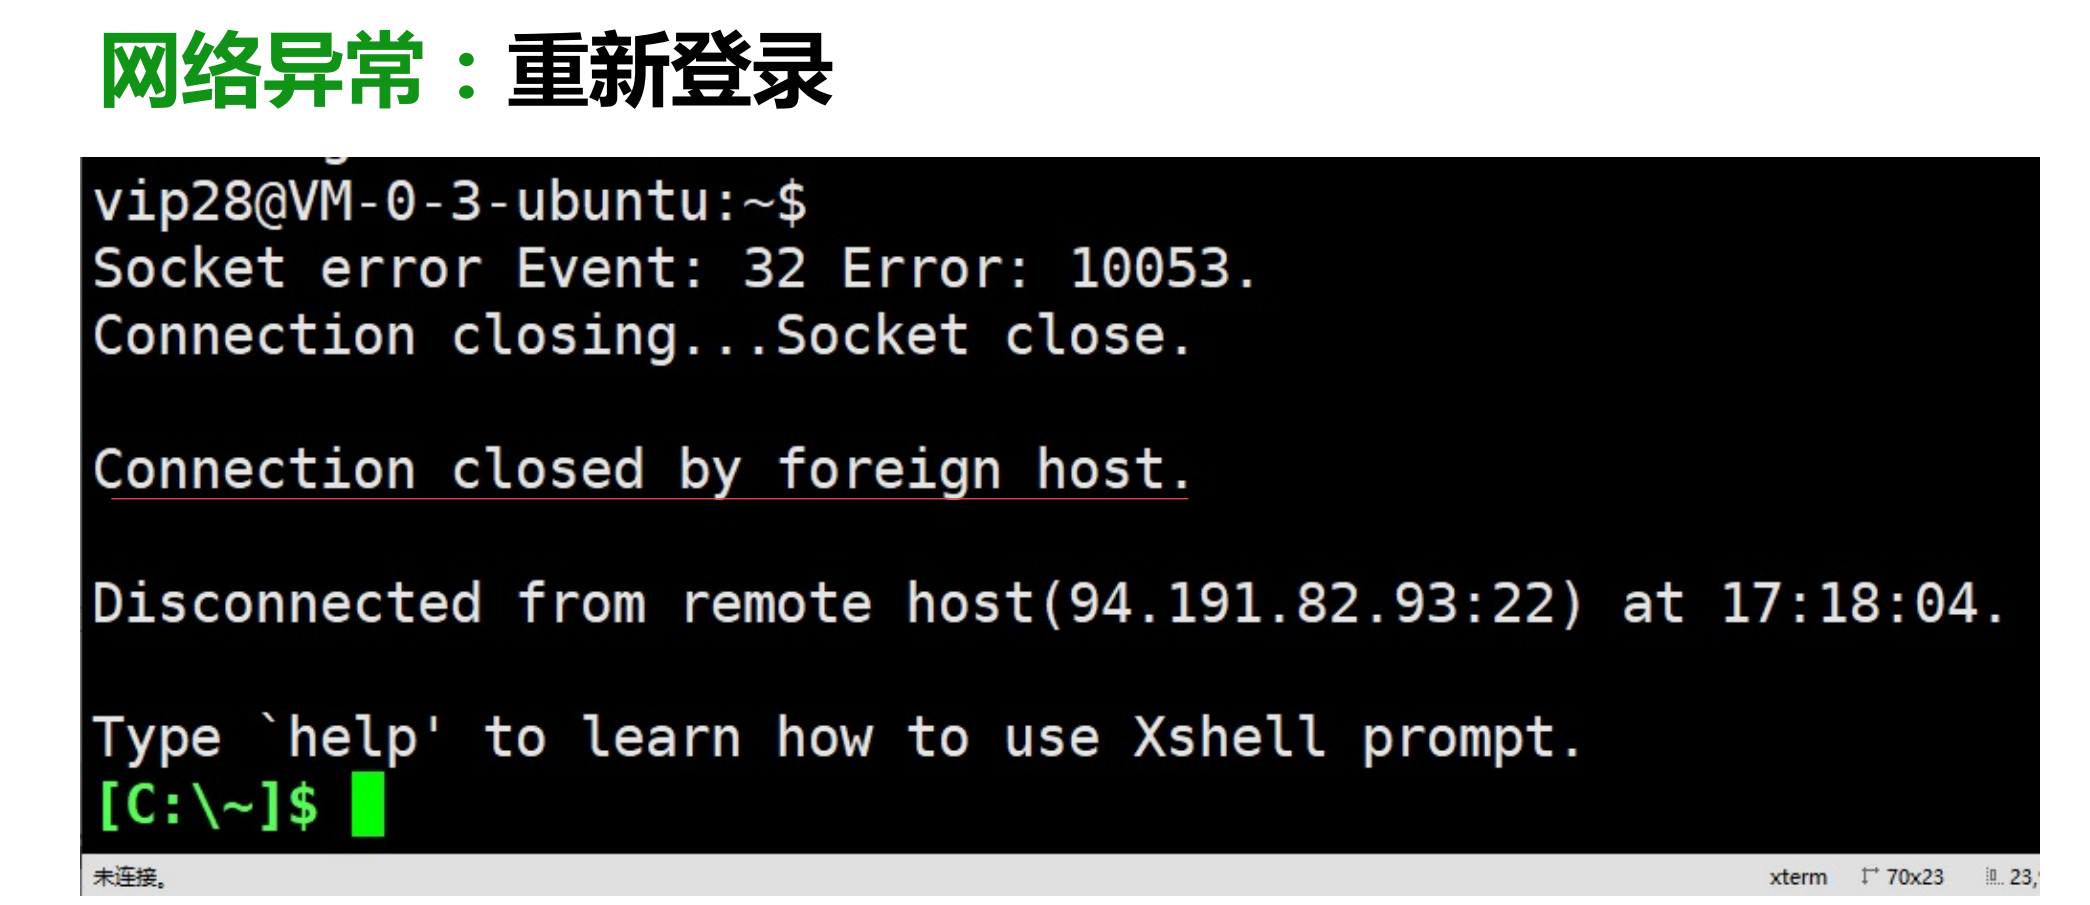 网络异常：重新登录
vip28@VM-0-3-ubuntu:~$
Socket error Event: 32 Error: 10053.
Connection closing...Socket close.
Connection closed by foreign host.
Disconnected from remote host(94.191.82.93:22) at 17:18:04.
Type `help' to learn how to use Xshell prompt.
[C:\~]$
未连接。 xterm 70x23 23,